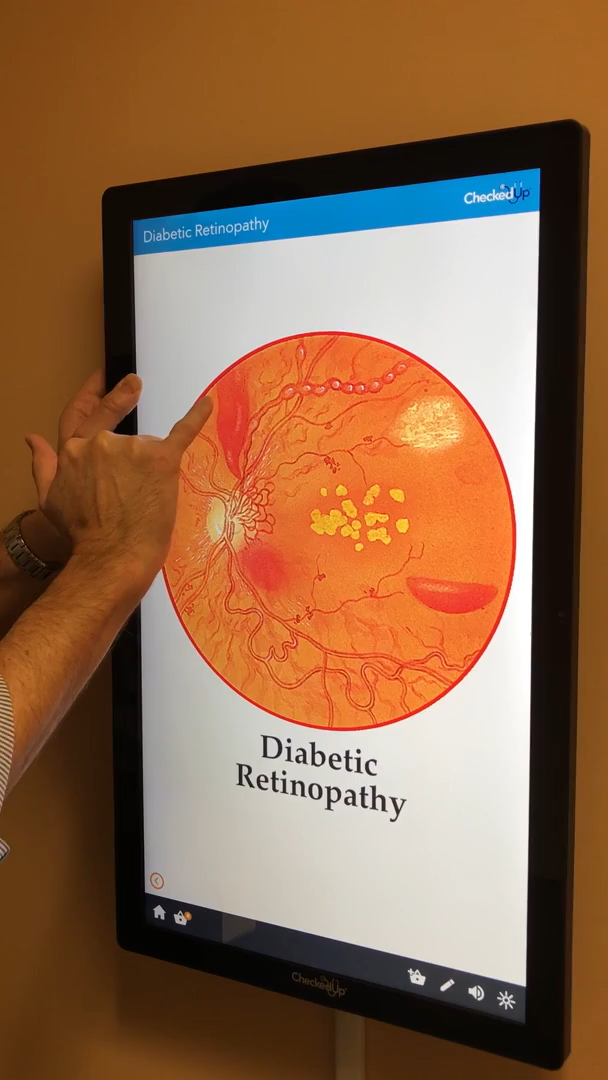 CheckedUp
Diabetic Retinopathy
Diabetic
Retinopathy
CheckedUp